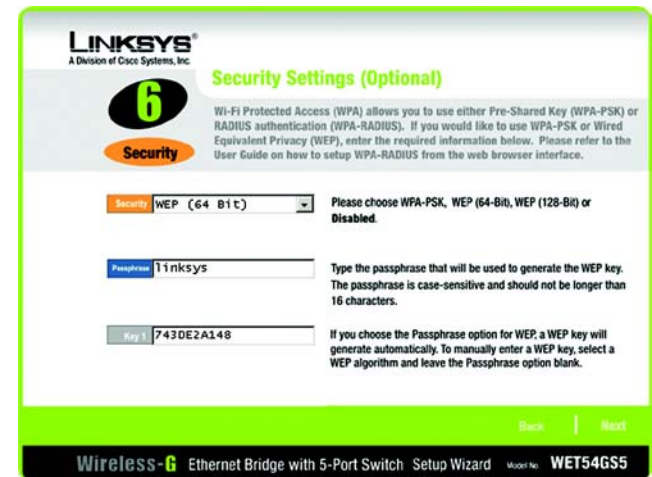 LINKSYS®
A Division of Cisco Systems, Inc.
Security Settings (Optional)
6
Security
Wi-Fi Protected Access (WPA) allows you to use either Pre-Shared Key (WPA-PSK) or
RADIUS authentication (WPA-RADIUS). If you would like to use WPA-PSK or Wired
Equivalent Privacy (WEP), enter the required information below. Please refer to the
User Guide on how to setup WPA-RADIUS from the web browser interface.
Security WEP (64 Bit)
Please choose WPA-PSK, WEP (64-Bit), WEP (128-Bit) or
Disabled.
Passphrase linksys
Type the passphrase that will be used to generate the WEP key.
The passphrase is case-sensitive and should not be longer than
16 characters.
Key 1 743DE2A148
If you choose the Passphrase option for WEP, a WEP key will
generate automatically. To manually enter a WEP key, select a
WEP algorithm and leave the Passphrase option blank.
Back | Next
Wireless-G Ethernet Bridge with 5-Port Switch Setup Wizard Model No. WET54GS5